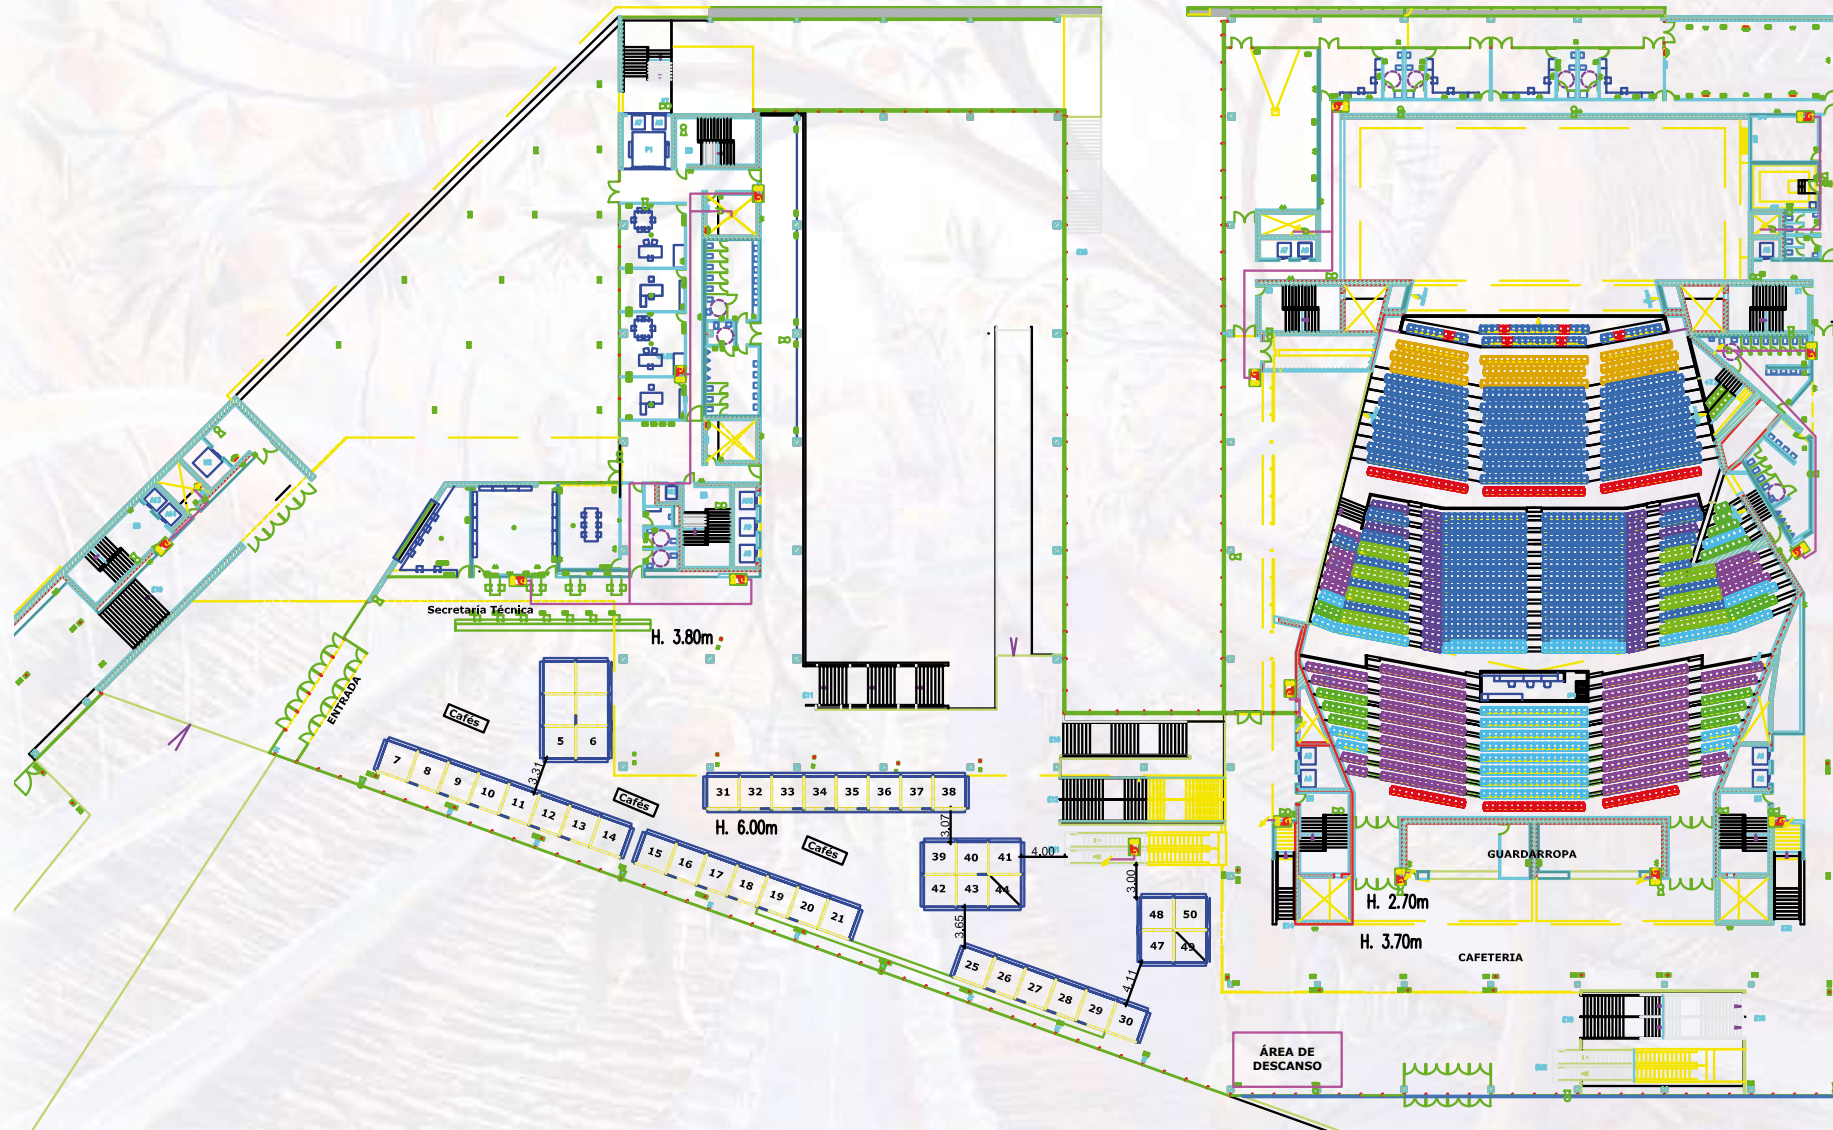 Secretaría Técnica
H. 3.80m
ENTRADA
Cafés
5 6
3.31
7 8 9 10 11 12 13 14
Cafés
31 32 33 34 35 36 37 38
H. 6.00m
Cafés
3.07
15 16 17 18 19 20 21
39 40 41
42 43 44
4.00
3.00
3.65
48 50
47 49
4.11
25 26 27 28 29 30
GUARDARROPA
H. 2.70m
H. 3.70m
CAFETERIA
ÁREA DE
DESCANSO